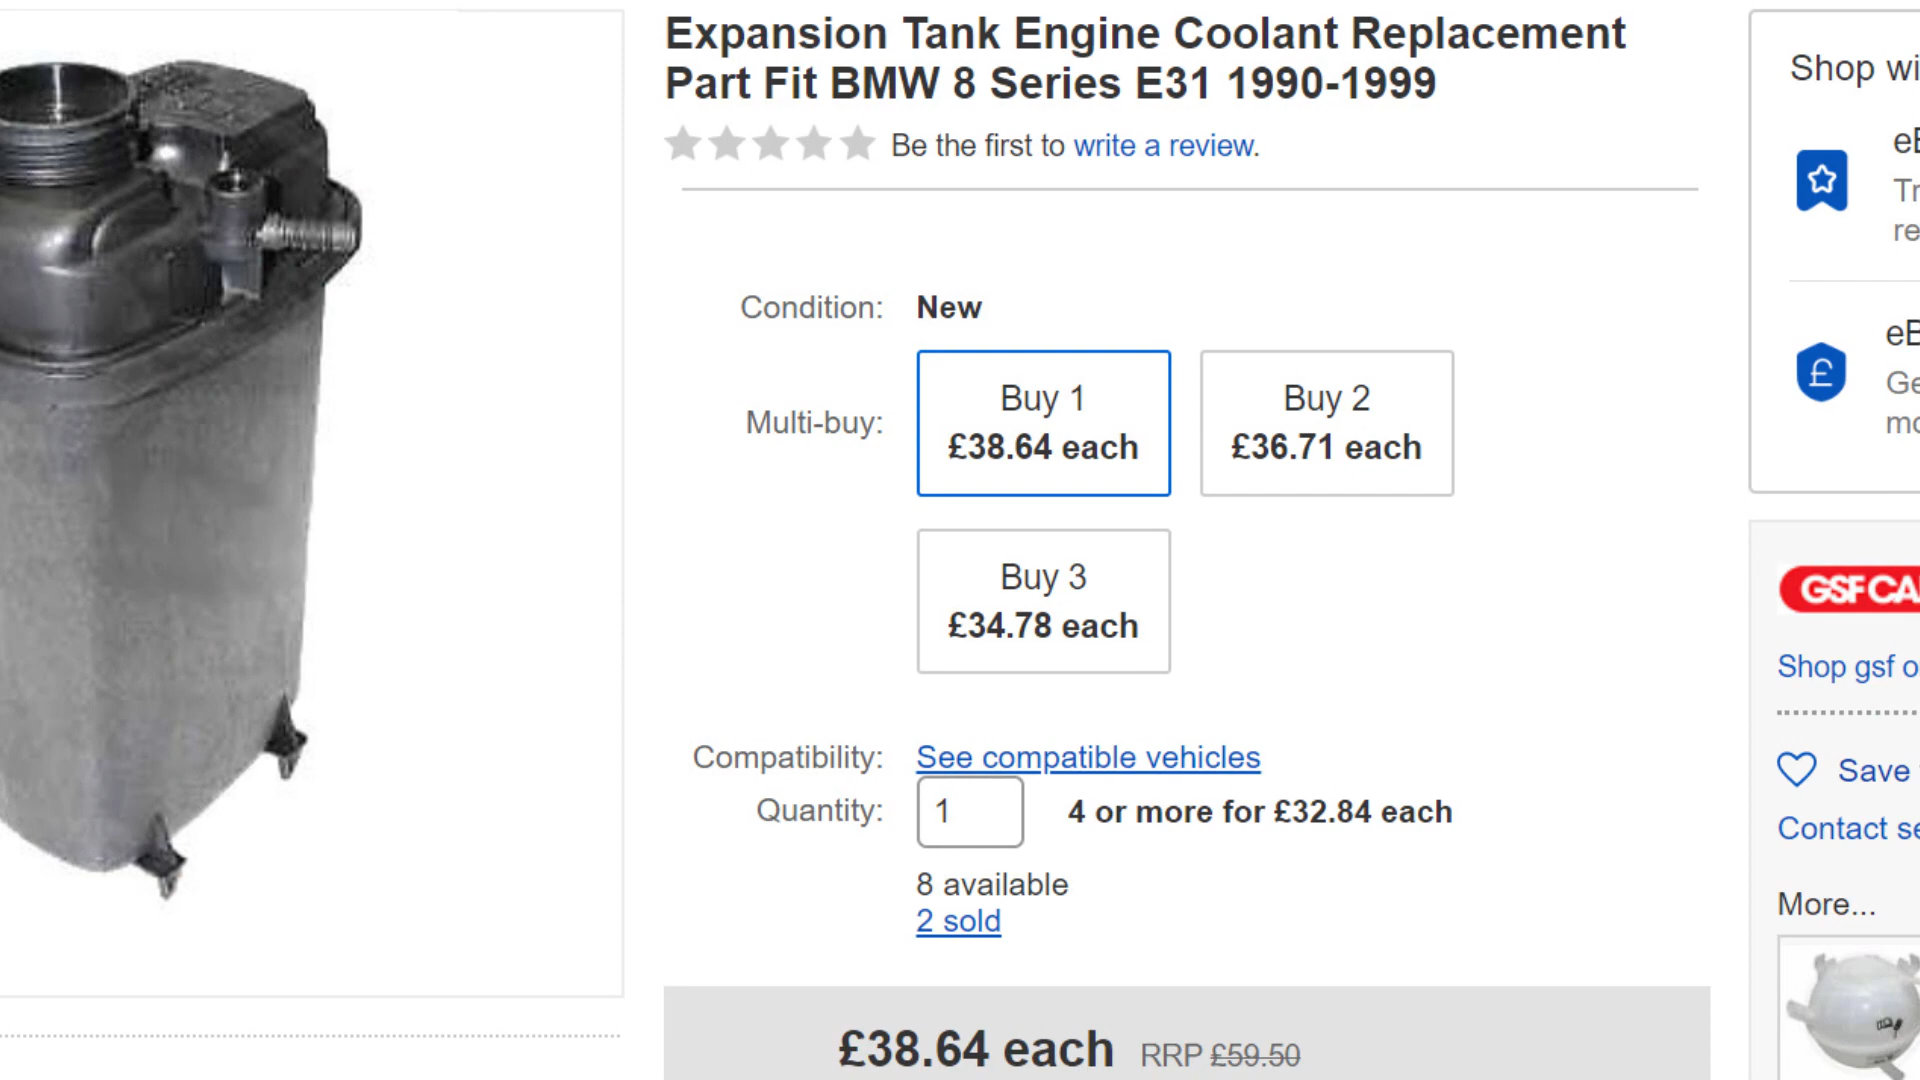 Expansion Tank Engine Coolant Replacement
Part Fit BMW 8 Series E31 1990-1999
Be the first to write a review.
Condition: New
Multi-buy:
Buy 1
£38.64 each
Buy 2
£36.71 each
Buy 3
£34.78 each
Compatibility: See compatible vehicles
Quantity: 1 4 or more for £32.84 each
8 available
2 sold
£38.64 each RRP £59.50
Shop
£
GSF
Shop gsf
Save
Contact
More...